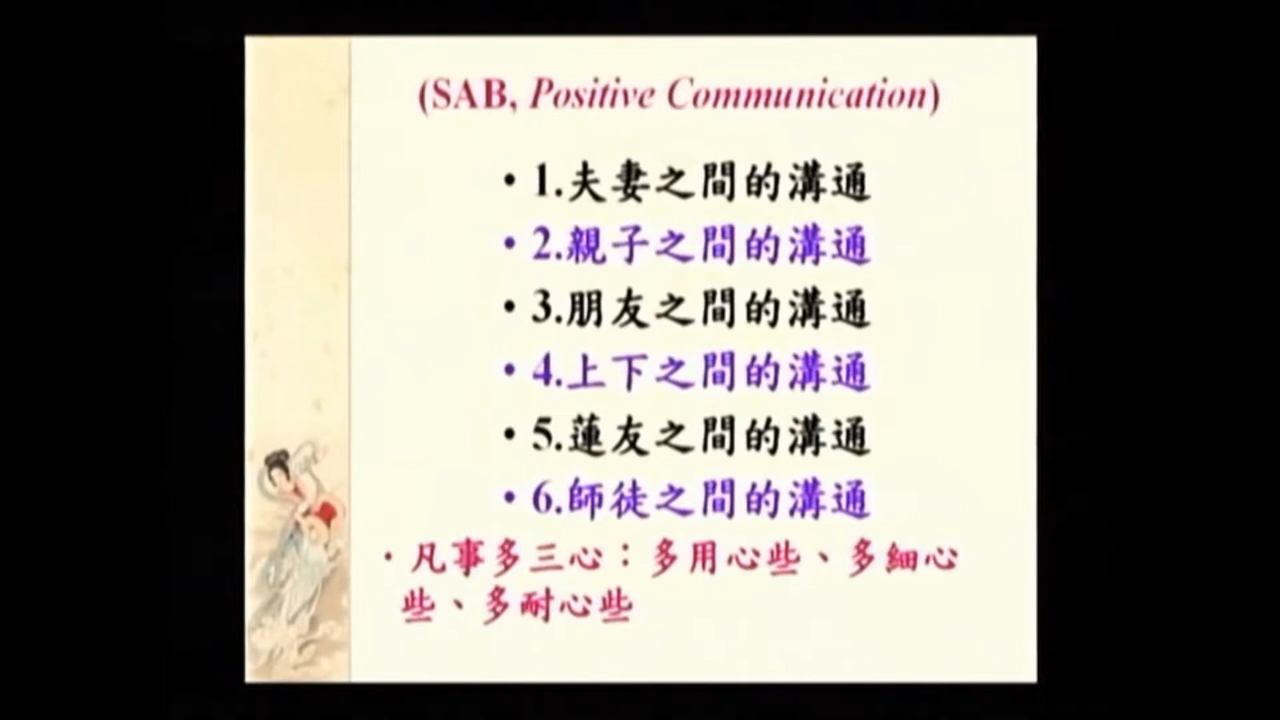 (SAB, Positive Communication)
• 1.夫妻之間的溝通
• 2.親子之間的溝通
• 3.朋友之間的溝通
• 4.上下之間的溝通
• 5.蓮友之間的溝通
• 6.師徒之間的溝通
• 凡事多三心：多用心些、多細心
些、多耐心些